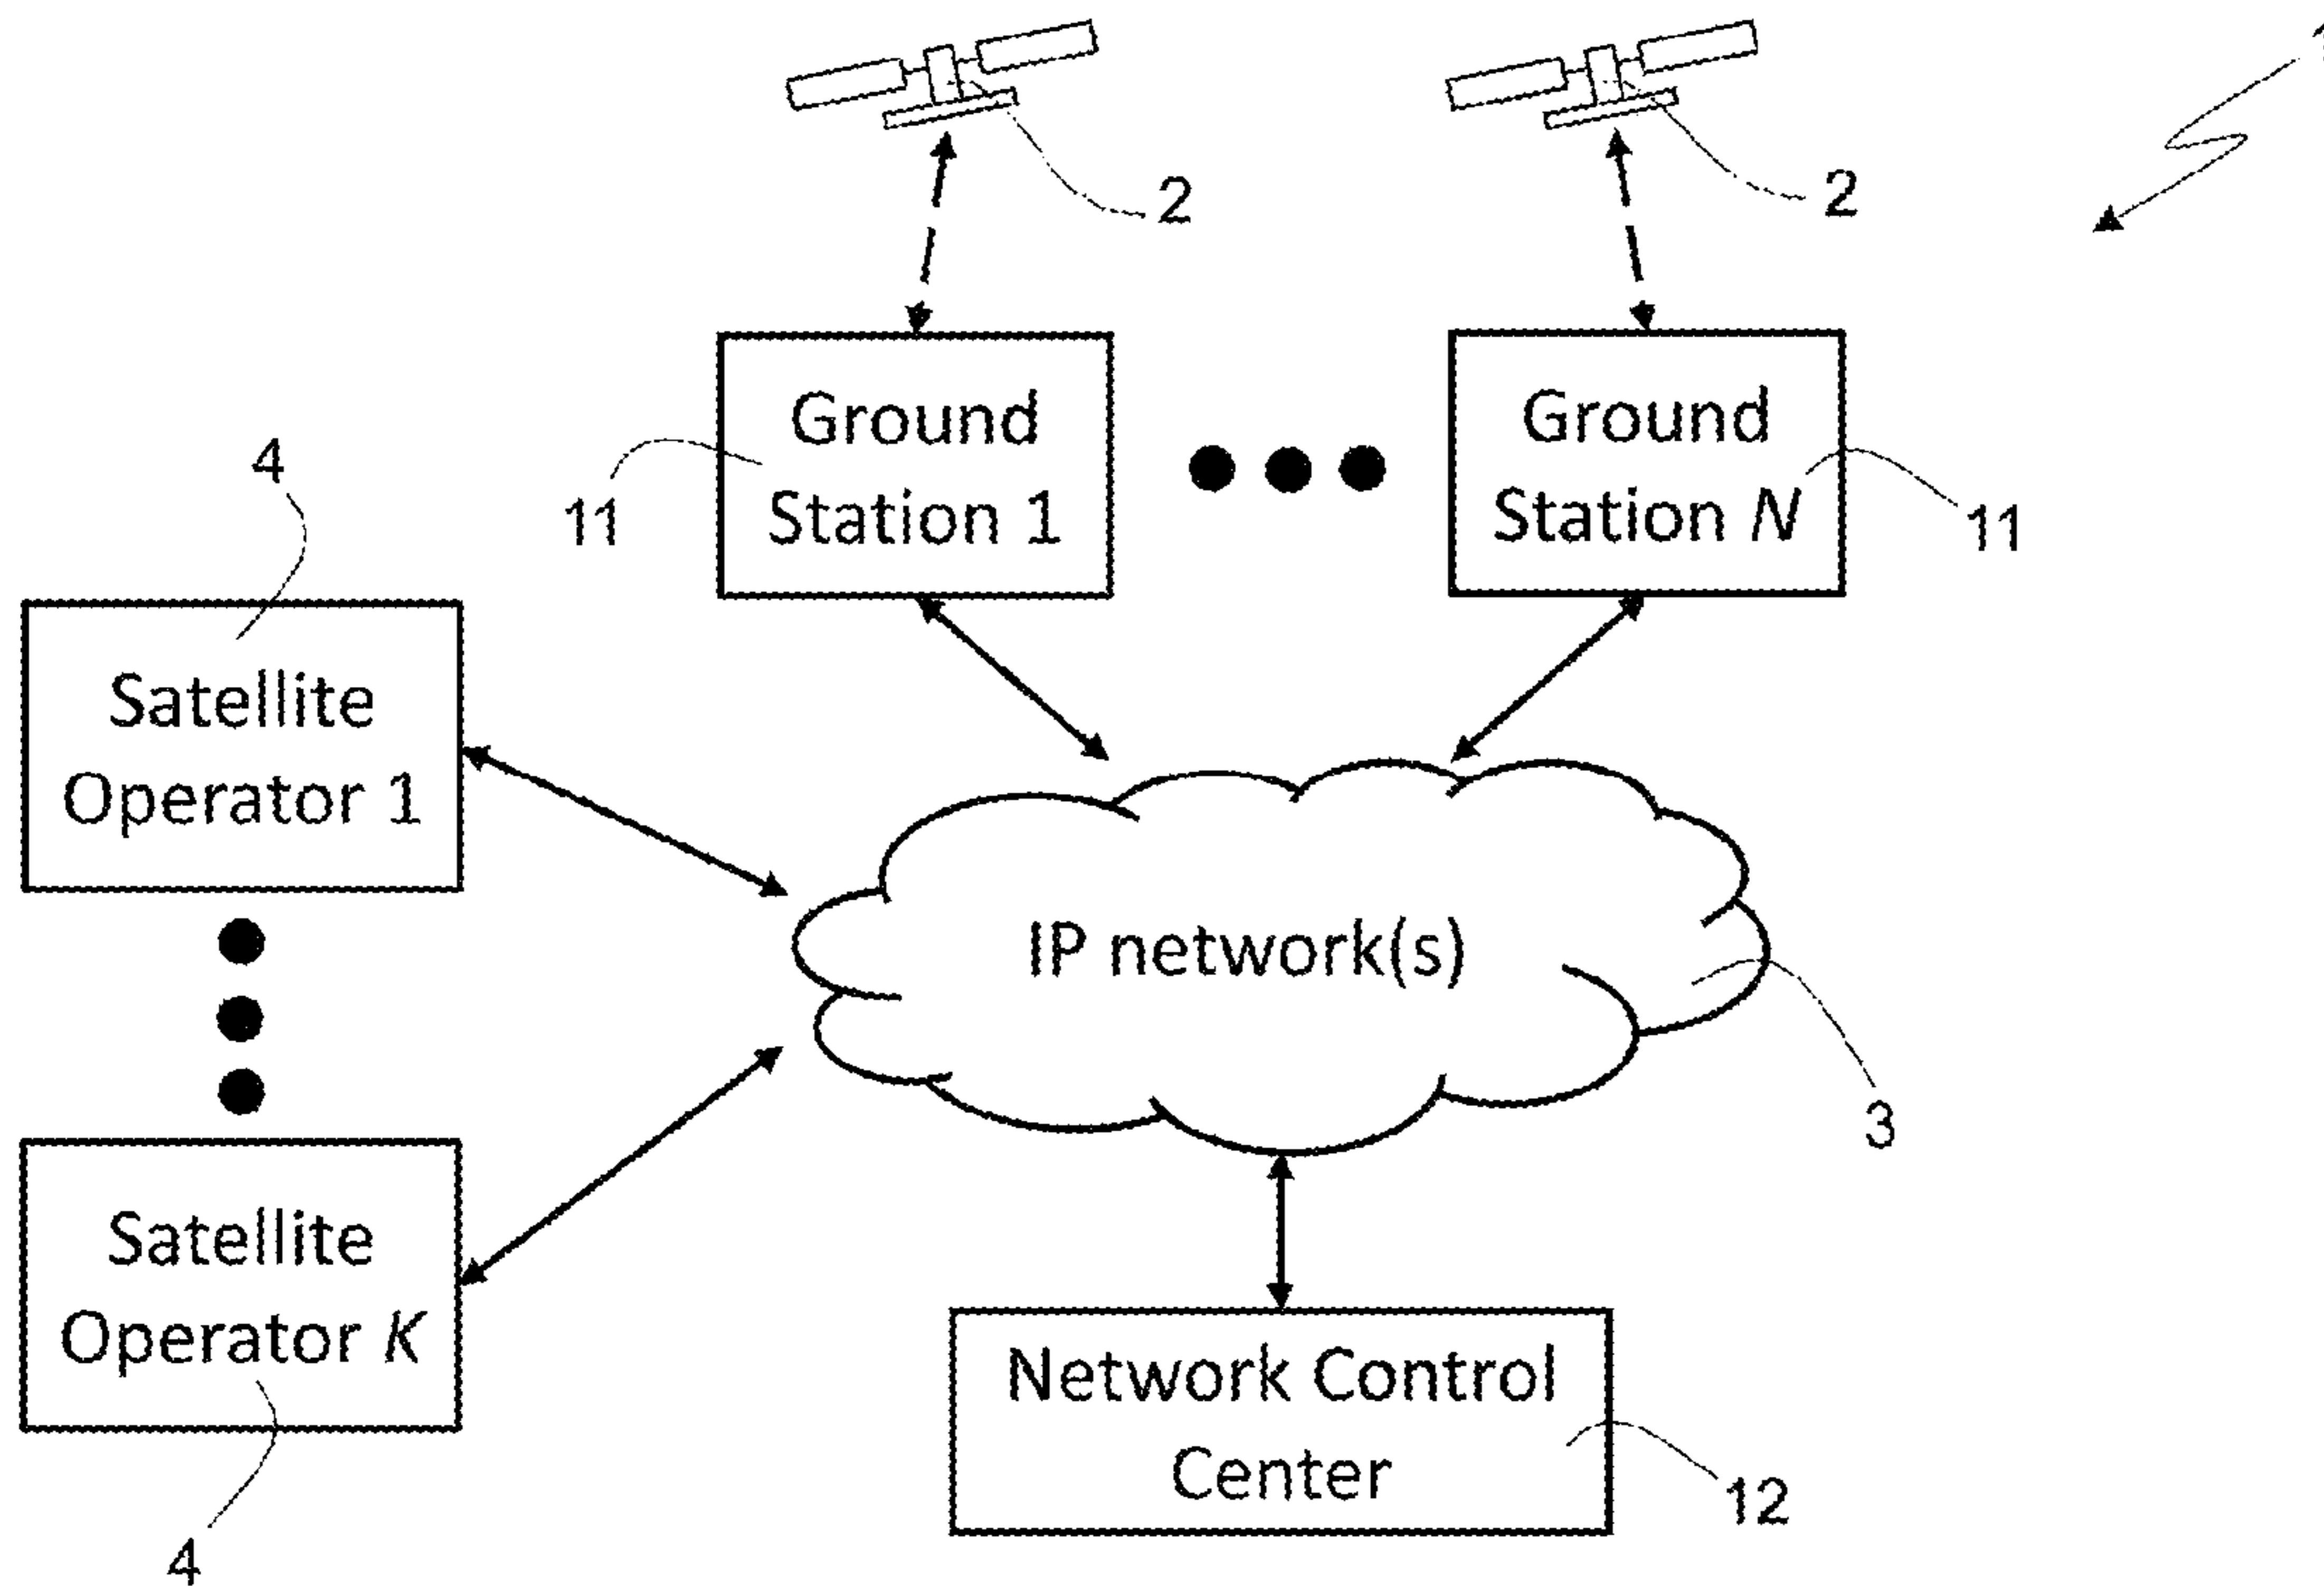 2
2
Ground
Station 1
Ground
Station N
11
11
4
Satellite
Operator 1
IP network(s)
3
Satellite
Operator K
4
Network Control
Center
12